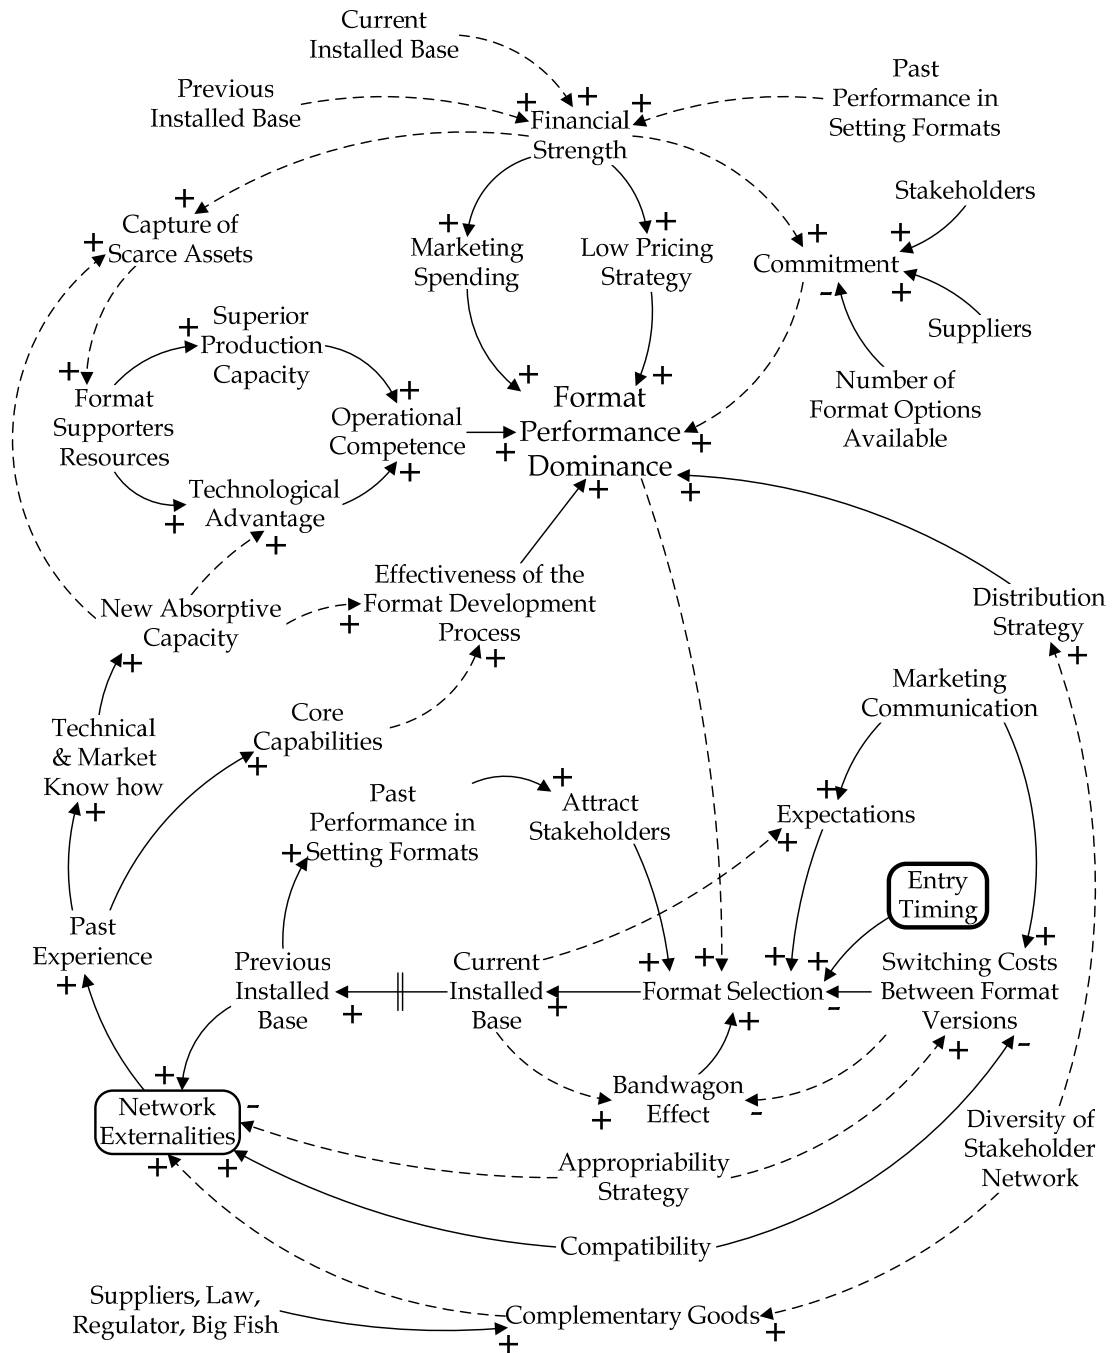 Current
Installed Base
Previous
Installed Base
Past
Performance in
Setting Formats
+
+
+
Financial
Strength
Stakeholders
+
Capture of
Scarce Assets
+
+
Marketing
Spending
+
Low Pricing
Strategy
+
+
Commitment
+
-
+
Suppliers
Superior
Production
Capacity
+
+
Format
Supporters
Resources
+
Operational
Competence
+
+
Format
Performance
Dominance
+
+
+
+
+
Number of
Format Options
Available
Technological
Advantage
+
+
New Absorptive
Capacity
+
Effectiveness of the
Format Development
Process
+
+
Distribution
Strategy
+
Technical
& Market
Know how
+
Core
Capabilities
+
Marketing
Communication
Past
Performance in
Setting Formats
+
+
Attract
Stakeholders
+
Expectations
+
Entry
Timing
Past
Experience
+
Previous
Installed
Base
+
Current
Installed
Base
+
+
+
+
+
Format Selection
-
+
+
Switching Costs
Between Format
Versions
+
-
Bandwagon
Effect
+
-
+
Network
Externalities
-
+
+
Appropriability
Strategy
Diversity of
Stakeholder
Network
Compatibility
Suppliers, Law,
Regulator, Big Fish
Complementary Goods
+
+